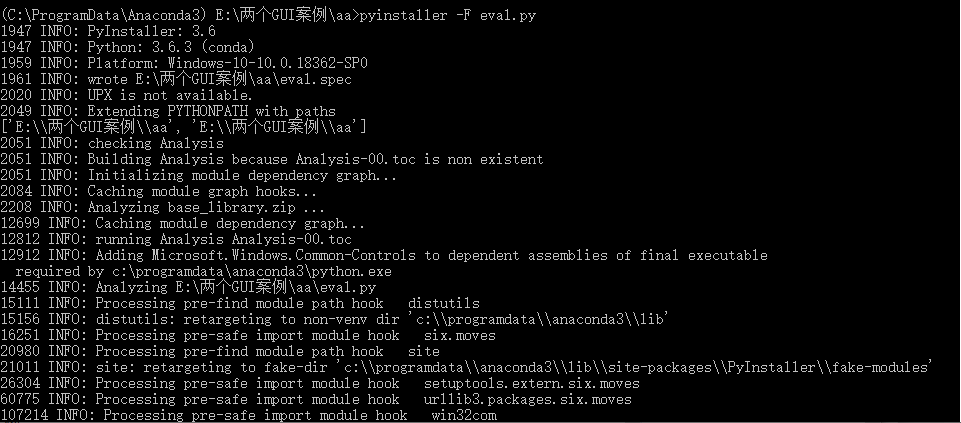 (C:\ProgramData\Anaconda3) E:\两个GUI案例\aa>pyinstaller -F eval.py
1947 INFO: PyInstaller: 3.6
1947 INFO: Python: 3.6.3 (conda)
1959 INFO: Platform: Windows-10-10.0.18362-SP0
1961 INFO: wrote E:\两个GUI案例\aa\eval.spec
2020 INFO: UPX is not available.
2049 INFO: Extending PYTHONPATH with paths
['E:\\两个GUI案例\\aa', 'E:\\两个GUI案例\\aa']
2051 INFO: checking Analysis
2051 INFO: Building Analysis because Analysis-00.toc is non existent
2051 INFO: Initializing module dependency graph...
2084 INFO: Caching module graph hooks...
2208 INFO: Analyzing base_library.zip ...
12699 INFO: Caching module dependency graph...
12812 INFO: running Analysis Analysis-00.toc
12912 INFO: Adding Microsoft.Windows.Common-Controls to dependent assemblies of final executable
  required by c:\programdata\anaconda3\python.exe
14455 INFO: Analyzing E:\两个GUI案例\aa\eval.py
15111 INFO: Processing pre-find module path hook   distutils
15156 INFO: distutils: retargeting to non-venv dir 'c:\\programdata\\anaconda3\\lib'
16251 INFO: Processing pre-safe import module hook   six.moves
20980 INFO: Processing pre-find module path hook   site
21011 INFO: site: retargeting to fake-dir 'c:\\programdata\\anaconda3\\lib\\site-packages\\PyInstaller\\fake-modules'
26304 INFO: Processing pre-safe import module hook   setuptools.extern.six.moves
60775 INFO: Processing pre-safe import module hook   urllib3.packages.six.moves
107214 INFO: Processing pre-safe import module hook   win32com